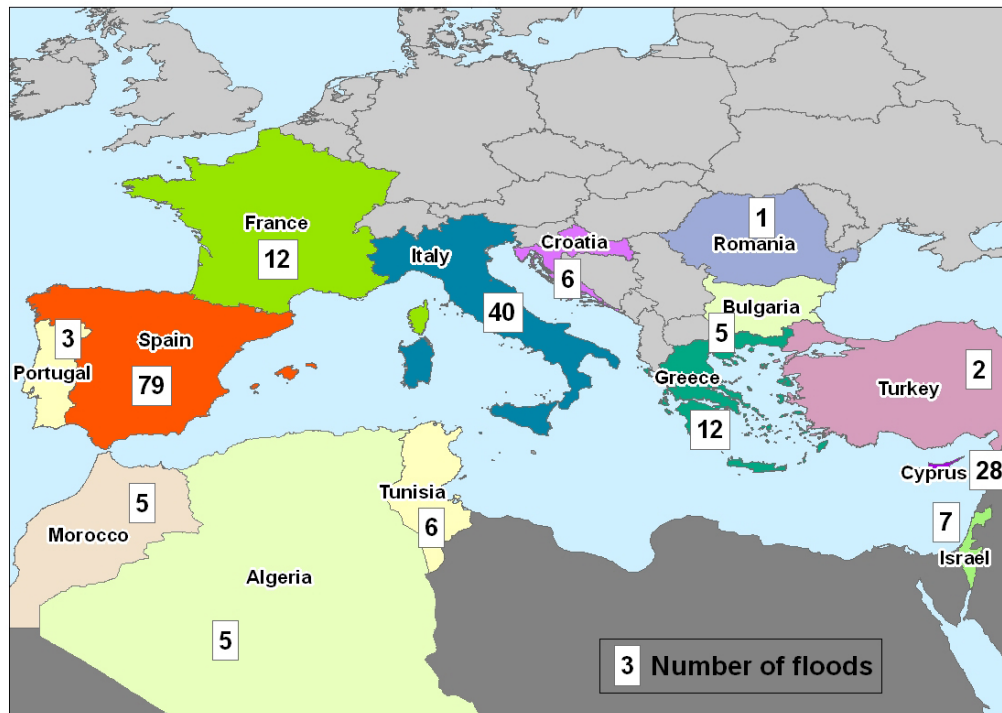 France
12
Italy
40
Croatia
6
1
Romania
Bulgaria
5
Greece
12
Turkey
2
Cyprus
28
7
Israel
3
Portugal
Spain
79
5
Morocco
Algeria
5
Tunisia
6
3 Number of floods